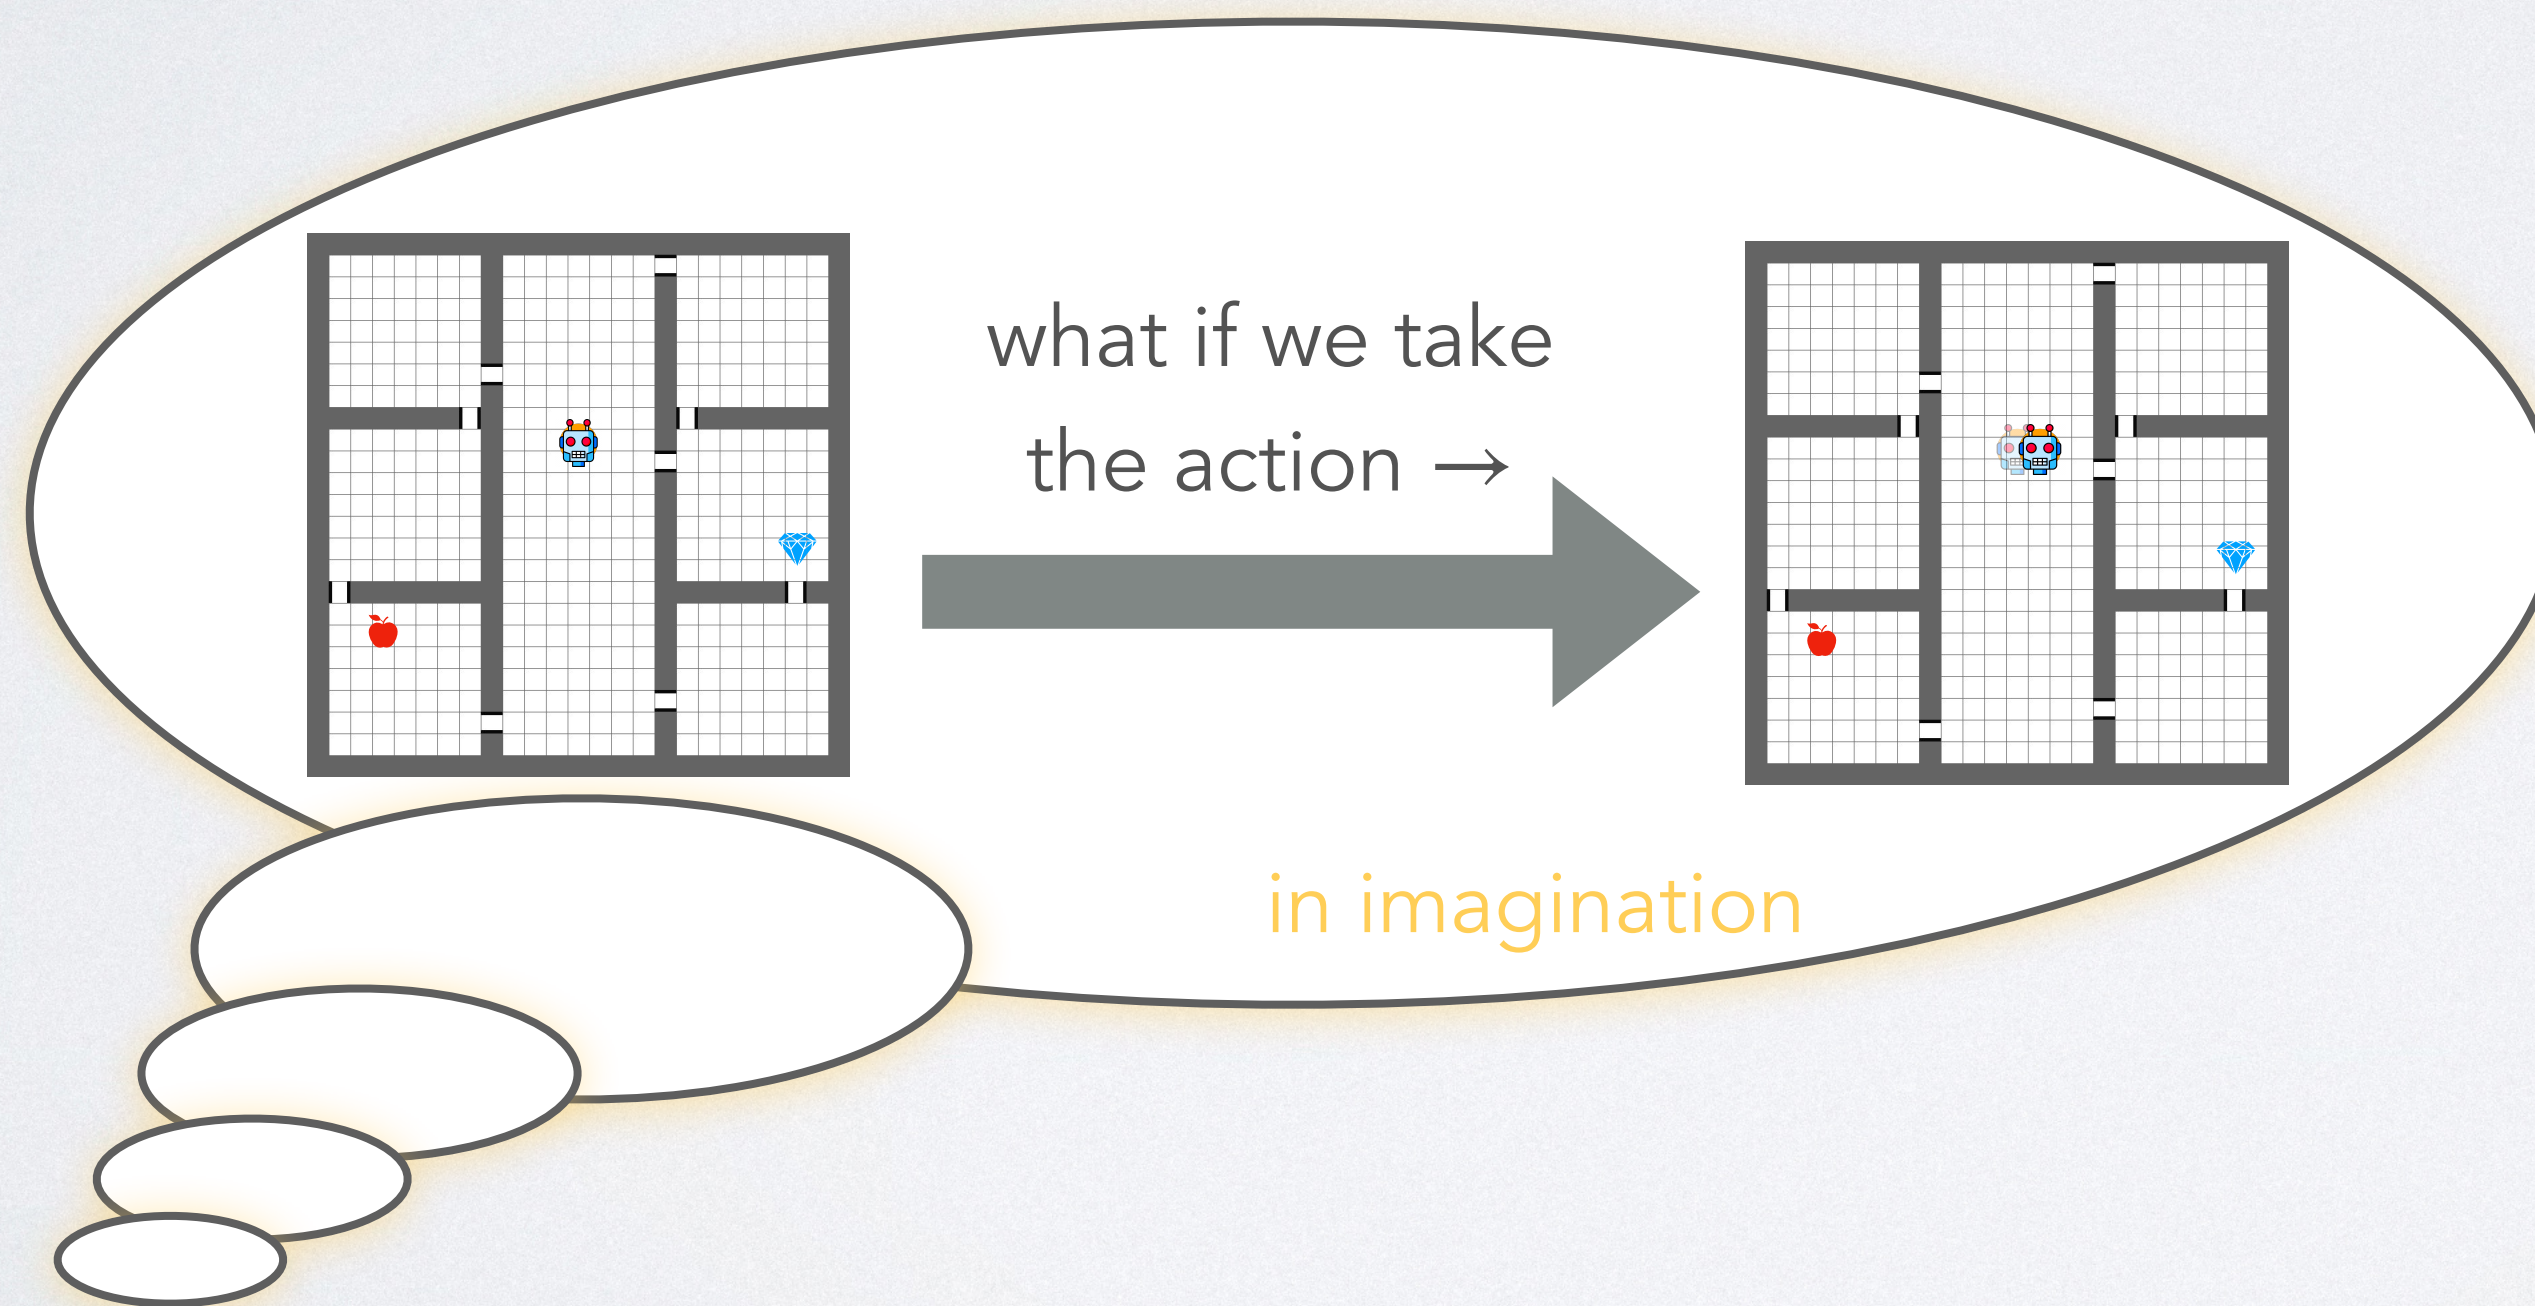 what if we take
the action →
in imagination